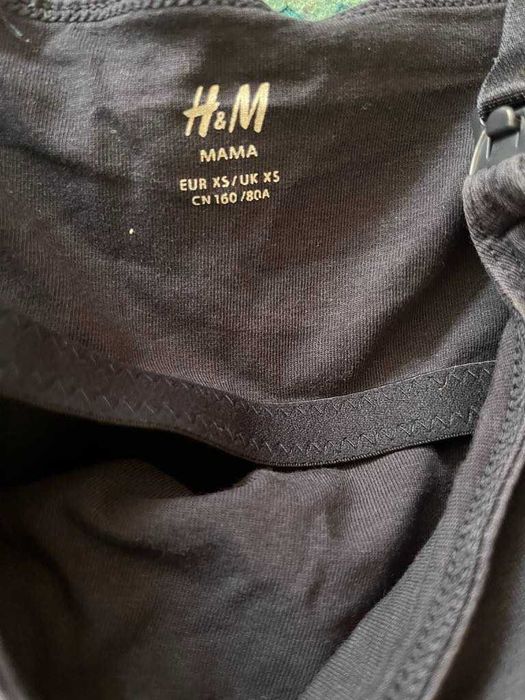 H&M
MAMA
EUR XS/UK XS
CN 160/80A